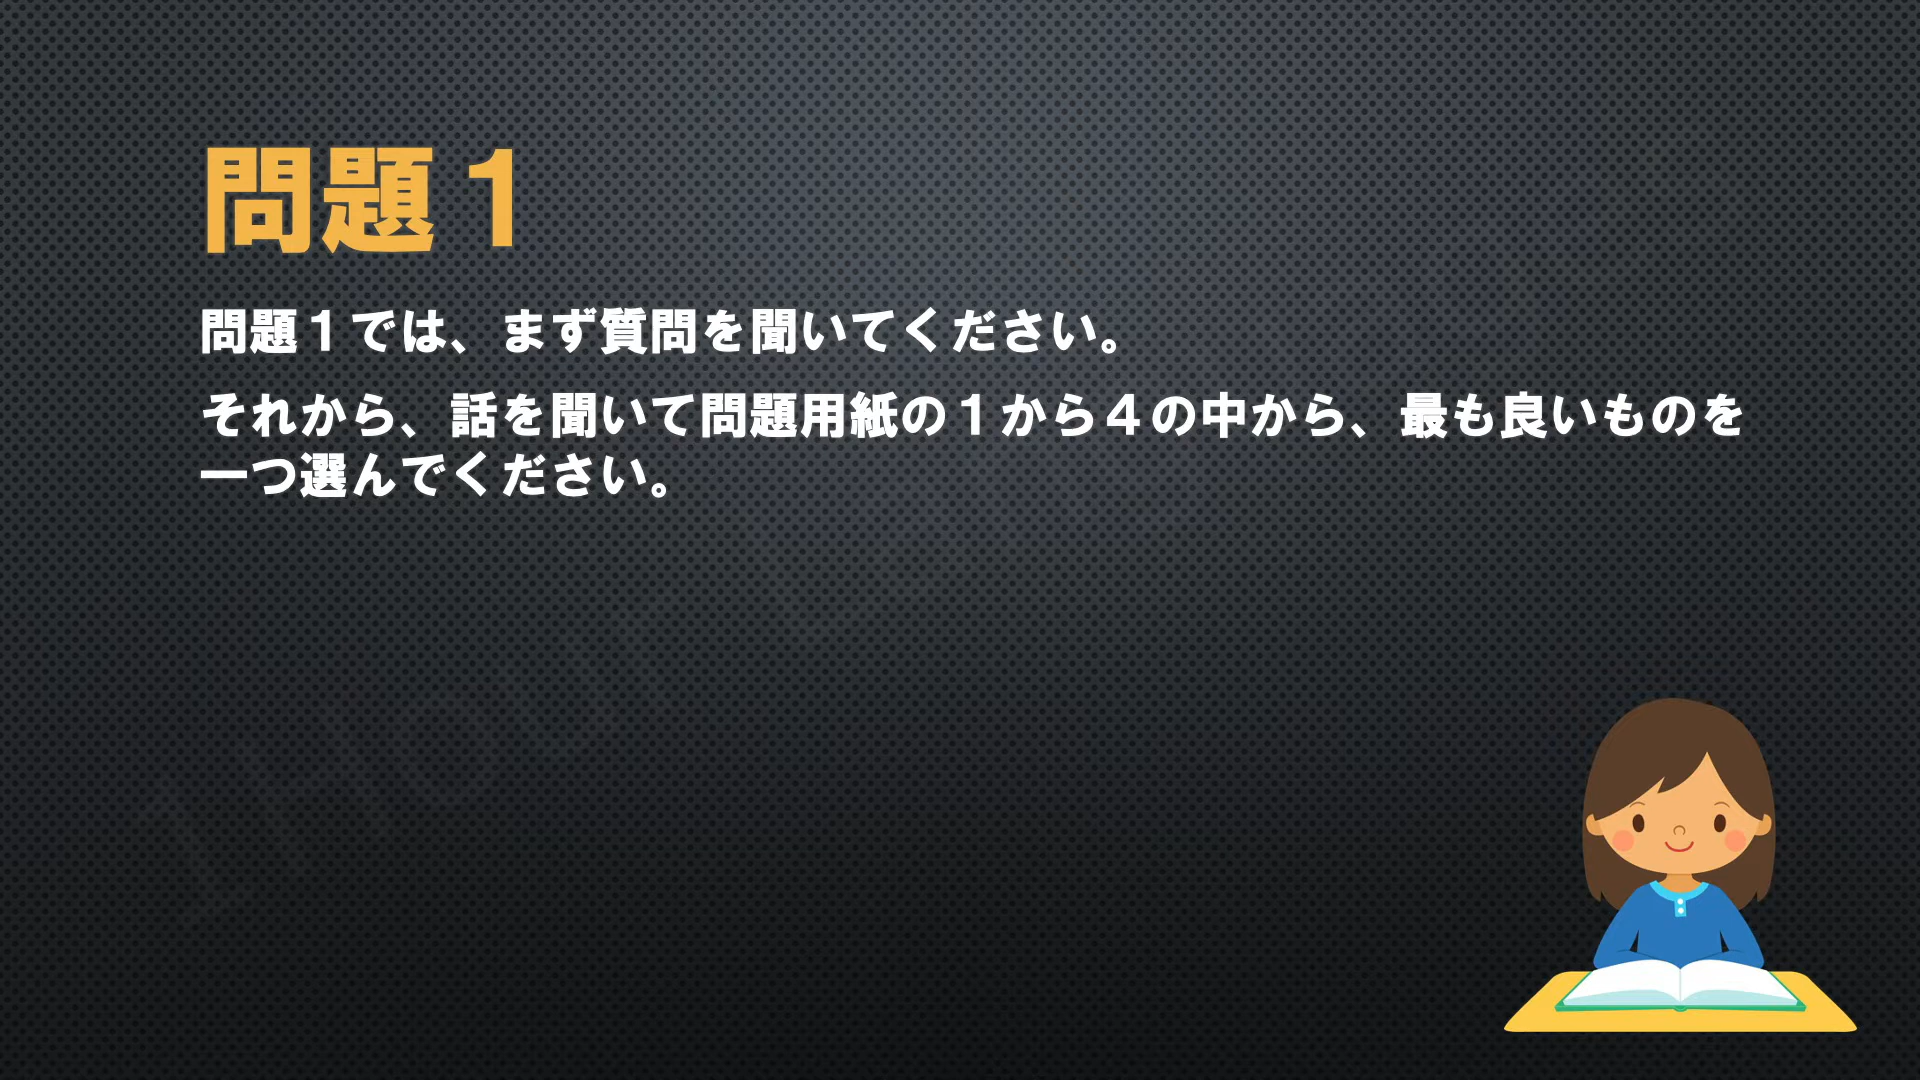 問題１
問題１では、まず質問を聞いてください。
それから、話を聞いて問題用紙の１から４の中から、最も良いものを
一つ選んでください。